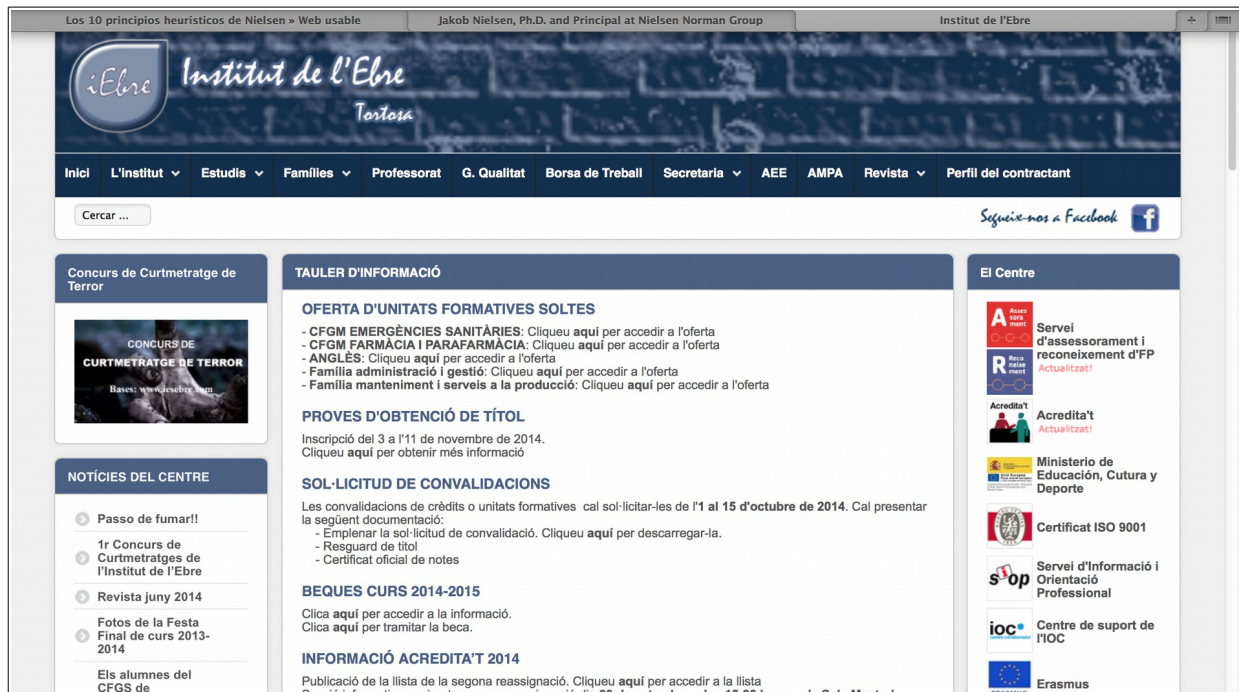 Los 10 principios heurísticos de Nielsen » Web usable
Jakob Nielsen, Ph.D. and Principal at Nielsen Norman Group
Institut de l'Ebre
iEbre
Institut de l'Ebre
Tortosa
Inici
L'institut
Estudis
Famílies
Professorat
G. Qualitat
Borsa de Treball
Secretaria
AEE
AMPA
Revista
Perfil del contractant
Cercar ...
Segueix-nos a Facebook
Concurs de Curtmetratge de
Terror
CONCURS DE
CURTMETRATGE DE TERROR
Bases: www.iesebre.com
NOTÍCIES DEL CENTRE
Passo de fumar!!
1r Concurs de
Curtmetratges de
l'Institut de l'Ebre
Revista juny 2014
Fotos de la Festa
Final de curs 2013-
2014
Els alumnes del
CFGS de
TAULER D'INFORMACIÓ
OFERTA D'UNITATS FORMATIVES SOLTES
- CFGM EMERGÈNCIES SANITÀRIES: Cliqueu aqui per accedir a l'oferta
- CFGM FARMÀCIA I PARAFARMÀCIA: Cliqueu aquí per accedir a l'oferta
- ANGLÈS: Cliqueu aquí per accedir a l'oferta
- Família administració i gestió: Cliqueu aquí per accedir a l'oferta
- Família manteniment i serveis a la producció: Cliqueu aquí per accedir a l'oferta
PROVES D'OBTENCIÓ DE TÍTOL
Inscripció del 3 a l'11 de novembre de 2014.
Cliqueu aquí per obtenir més informació
SOL·LICITUD DE CONVALIDACIONS
Les convalidacions de crèdits o unitats formatives cal sol·licitar-les de l'1 al 15 d'octubre de 2014. Cal presentar
la següent documentació:
- Emplenar la sol·licitud de convalidació. Cliqueu aquí per descarregar-la.
- Resguard de titol
- Certificat oficial de notes
BEQUES CURS 2014-2015
Clica aquí per accedir a la informació.
Clica aquí per tramitar la beca.
INFORMACIÓ ACREDITA'T 2014
Publicació de la llista de la segona reassignació. Cliqueu aquí per accedir a la llista
El Centre
A Asses
sora
ment
R Reco
neixe
ment
Servei
d'assessorament i
reconeixement d'FP
Actualitzat!
Acredita't
Acredita't
Actualitzat!
Ministerio de
Educación, Cutura y
Deporte
Certificat ISO 9001
stop
Servei d'Informació i
Orientació
Professional
ioc
Centre de suport de
l'IOC
Erasmus